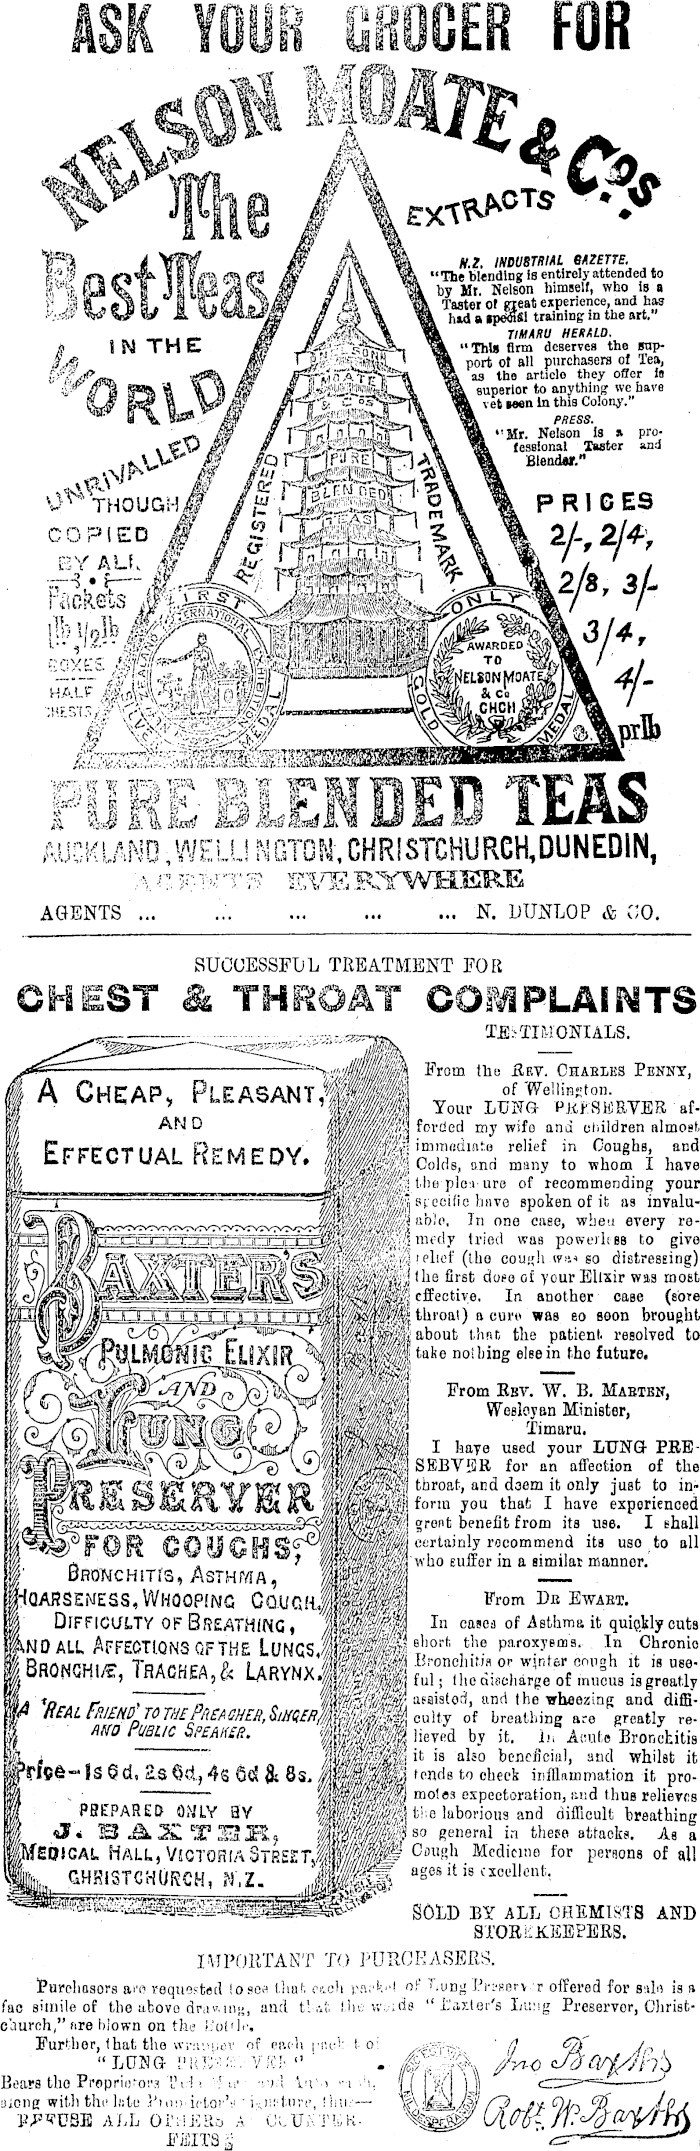 ASK YOUR GROCER FOR
NELSON MOATE & Cos.
The
Best Teas
IN THE
WORLD
UNRIVALLED
THOUGH
COPIED
BY ALL
Packets
1lb, 1/2lb
BOXES
HALF
CHESTS,
REGISTERED
TRADEMARK
NELSON
MOATE
& Cos
PURE
BLENDED
TEAS
FIRST
SILVER MEDAL
NEW ZEALAND INTERNATIONAL EXHIBITION
ONLY
GOLD MEDAL
AWARDED
TO
NELSON MOATE
& Co
CHCH
EXTRACTS
N.Z. INDUSTRIAL GAZETTE.
"The blending is entirely attended to
by Mr. Nelson himself, who is a
Taster of great experience, and has
had a special training in the art."
TIMARU HERALD.
"This firm deserves the sup-
port of all purchasers of Tea,
as the article they offer is
superior to anything we have
yet seen in this Colony."
PRESS.
"Mr. Nelson is a pro-
fessional Taster and
Blender."
PRICES
2/-, 2/4,
2/8, 3/-
3/4,
4/-
pr lb
PURE BLENDED TEAS
AUCKLAND, WELLINGTON, CHRISTCHURCH, DUNEDIN,
AGENTS EVERYWHERE
AGENTS ... ... ... ... ... N. DUNLOP & CO.
SUCCESSFUL TREATMENT FOR
CHEST & THROAT COMPLAINTS
A CHEAP, PLEASANT,
AND
EFFECTUAL REMEDY.
BAXTER'S
PULMONIC ELIXIR
AND
LUNG
PRESERVER
FOR COUGHS,
BRONCHITIS, ASTHMA,
HOARSENESS, WHOOPING COUGH,
DIFFICULTY OF BREATHING,
AND ALL AFFECTIONS OF THE LUNGS,
BRONCHIÆ, TRACHEA, & LARYNX.
A 'REAL FRIEND' TO THE PREACHER, SINGER,
AND PUBLIC SPEAKER.
Price—1s 6d, 2s 6d, 4s 6d & 8s.
PREPARED ONLY BY
J. BAXTER,
MEDICAL HALL, VICTORIA STREET,
CHRISTCHURCH, N.Z.
TESTIMONIALS.
From the REV. CHARLES PENNY,
of Wellington.
Your LUNG PRESERVER af-
forded my wife and children almost
immediate relief in Coughs, and
Colds, and many to whom I have
the pleasure of recommending your
specific have spoken of it as invalu-
able. In one case, when every re-
medy tried was powerless to give
relief (the cough was so distressing)
the first dose of your Elixir was most
effective. In another case (sore
throat) a cure was so soon brought
about that the patient resolved to
take nothing else in the future.
From REV. W. B. MARTEN,
Wesleyan Minister,
Timaru.
I have used your LUNG PRE-
SERVER for an affection of the
throat, and deem it only just to in-
form you that I have experienced
great benefit from its use. I shall
certainly recommend its use to all
who suffer in a similar manner.
From DR EWART.
In cases of Asthma it quickly cuts
short the paroxysms. In Chronic
Bronchitis or winter cough it is use-
ful; the discharge of mucus is greatly
assisted, and the wheezing and diffi-
culty of breathing are greatly re-
lieved by it. In Acute Bronchitis
it is also beneficial, and whilst it
tends to check inflammation it pro-
motes expectoration, and thus relieves
the laborious and difficult breathing
so general in these attacks. As a
Cough Medicine for persons of all
ages it is excellent.
SOLD BY ALL CHEMISTS AND
STOREKEEPERS.
IMPORTANT TO PURCHASERS.
Purchasers are requested to see that each packet of Lung Preserver offered for sale is a
fac simile of the above drawing, and that the words "Baxter's Lung Preserver, Christ-
church," are blown on the Bottle.
Further, that the wrapper of each packet of
"LUNG PRESERVER"
Bears the Proprietors Trade Mark and Autograph,
along with the late Proprietor's signature, thus—
REFUSE ALL OTHERS AS COUNTER-
FEITS
Jno Baxter
Robt. W. Baxter